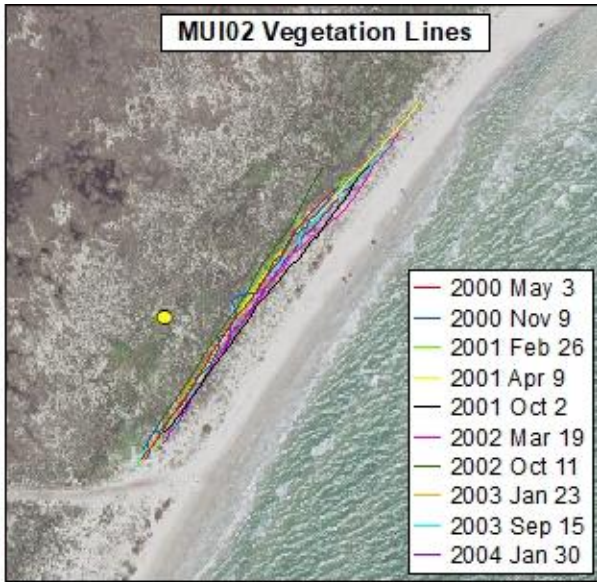 MUI02 Vegetation Lines
2000 May 3
2000 Nov 9
2001 Feb 26
2001 Apr 9
2001 Oct 2
2002 Mar 19
2002 Oct 11
2003 Jan 23
2003 Sep 15
2004 Jan 30